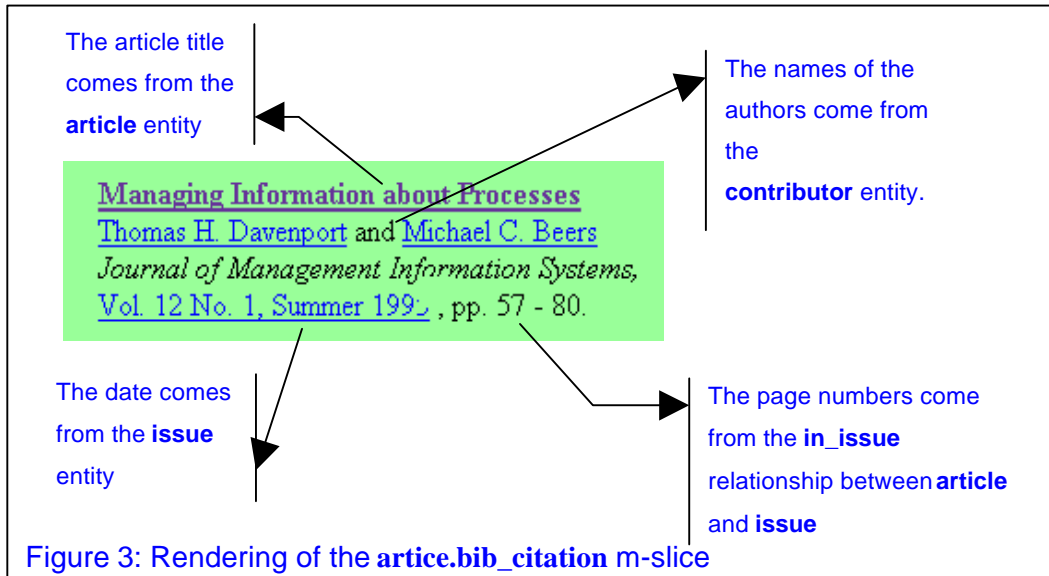 The article title
comes from the
article entity
The names of the
authors come from
the
contributor entity.
Managing Information about Processes
Thomas H. Davenport and Michael C. Beers
Journal of Management Information Systems,
Vol. 12 No. 1, Summer , pp. 57 - 80.
The date comes
from the issue
entity
The page numbers come
from the in_issue
relationship between article
and issue
Figure 3: Rendering of the artice.bib_citation m-slice